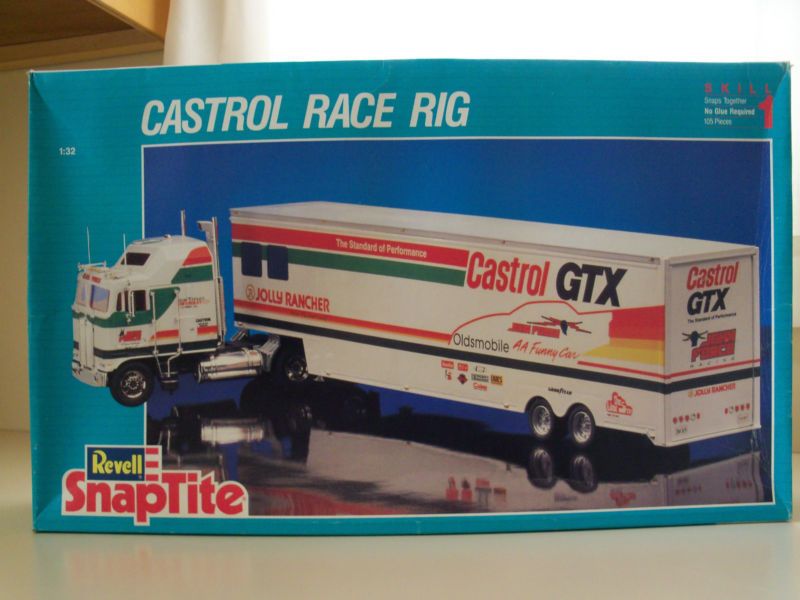 CASTROL RACE RIG
SKILL 1
Snaps Together
No Glue Required
105 Pieces
1:32
The Standard of Performance
Castrol GTX
JOLLY RANCHER
Oldsmobile
AA Funny Car
GOODYEAR
Castrol
GTX
The Standard of Performance
RACING
JOLLY RANCHER
Revell
SnapTite